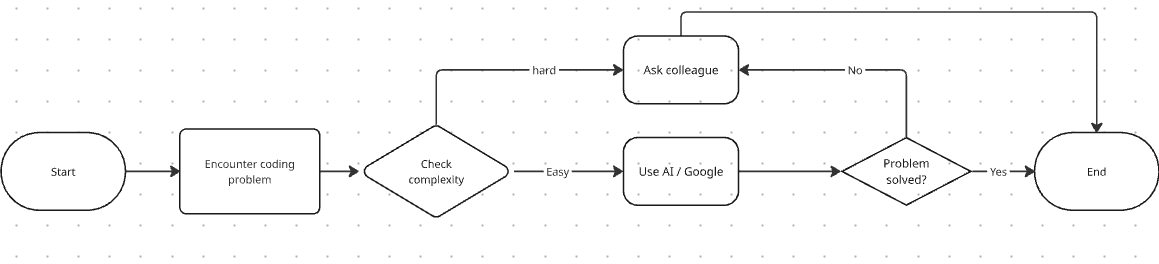 hard
Ask colleague
No
Start
Encounter coding
problem
Check
complexity
Easy
Use AI / Google
Problem
solved?
Yes
End